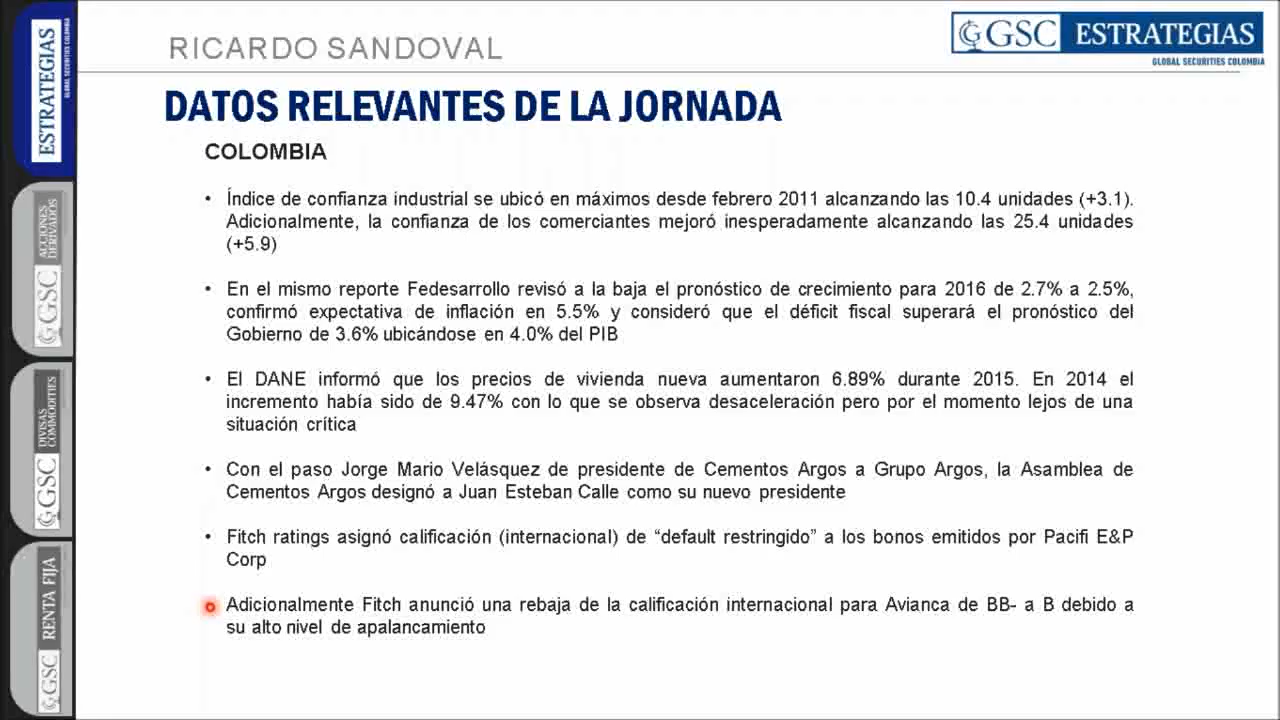 RICARDO SANDOVAL
GSC ESTRATEGIAS
GLOBAL SECURITIES COLOMBIA
DATOS RELEVANTES DE LA JORNADA
COLOMBIA
• Índice de confianza industrial se ubicó en máximos desde febrero 2011 alcanzando las 10.4 unidades (+3.1).
Adicionalmente, la confianza de los comerciantes mejoró inesperadamente alcanzando las 25.4 unidades
(+5.9)
• En el mismo reporte Fedesarrollo revisó a la baja el pronóstico de crecimiento para 2016 de 2.7% a 2.5%,
confirmó expectativa de inflación en 5.5% y consideró que el déficit fiscal superará el pronóstico del
Gobierno de 3.6% ubicándose en 4.0% del PIB
• El DANE informó que los precios de vivienda nueva aumentaron 6.89% durante 2015. En 2014 el
incremento había sido de 9.47% con lo que se observa desaceleración pero por el momento lejos de una
situación crítica
• Con el paso Jorge Mario Velásquez de presidente de Cementos Argos a Grupo Argos, la Asamblea de
Cementos Argos designó a Juan Esteban Calle como su nuevo presidente
• Fitch ratings asignó calificación (internacional) de “default restringido” a los bonos emitidos por Pacifi E&P
Corp
Adicionalmente Fitch anunció una rebaja de la calificación internacional para Avianca de BB- a B debido a
su alto nivel de apalancamiento
ESTRATEGIAS
GLOBAL SECURITIES COLOMBIA
GSC
ACCIONES
DERIVADOS
GSC
DIVISAS
COMMODITIES
GSC
RENTA FIJA